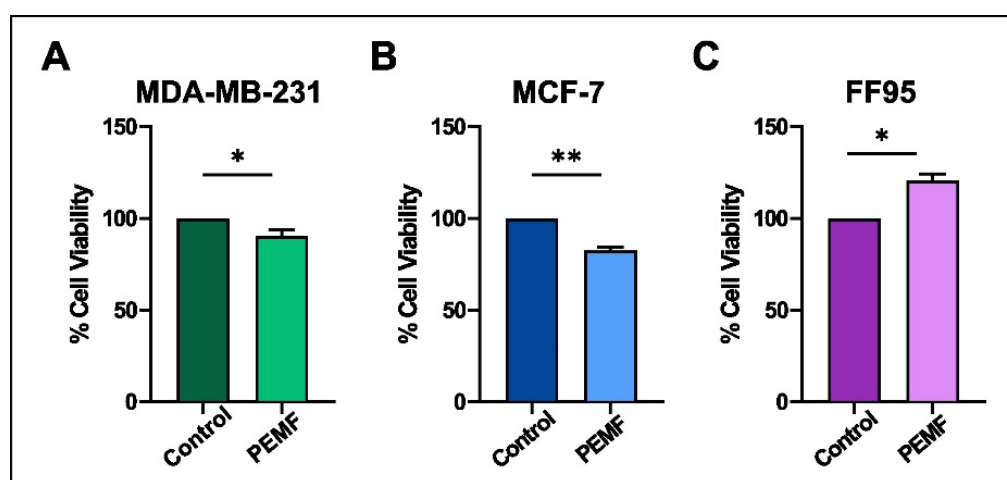 A
MDA-MB-231
% Cell Viability
150
100
50
0
*
Control
PEMF
B
MCF-7
% Cell Viability
150
100
50
0
**
Control
PEMF
C
FF95
% Cell Viability
150
100
50
0
*
Control
PEMF